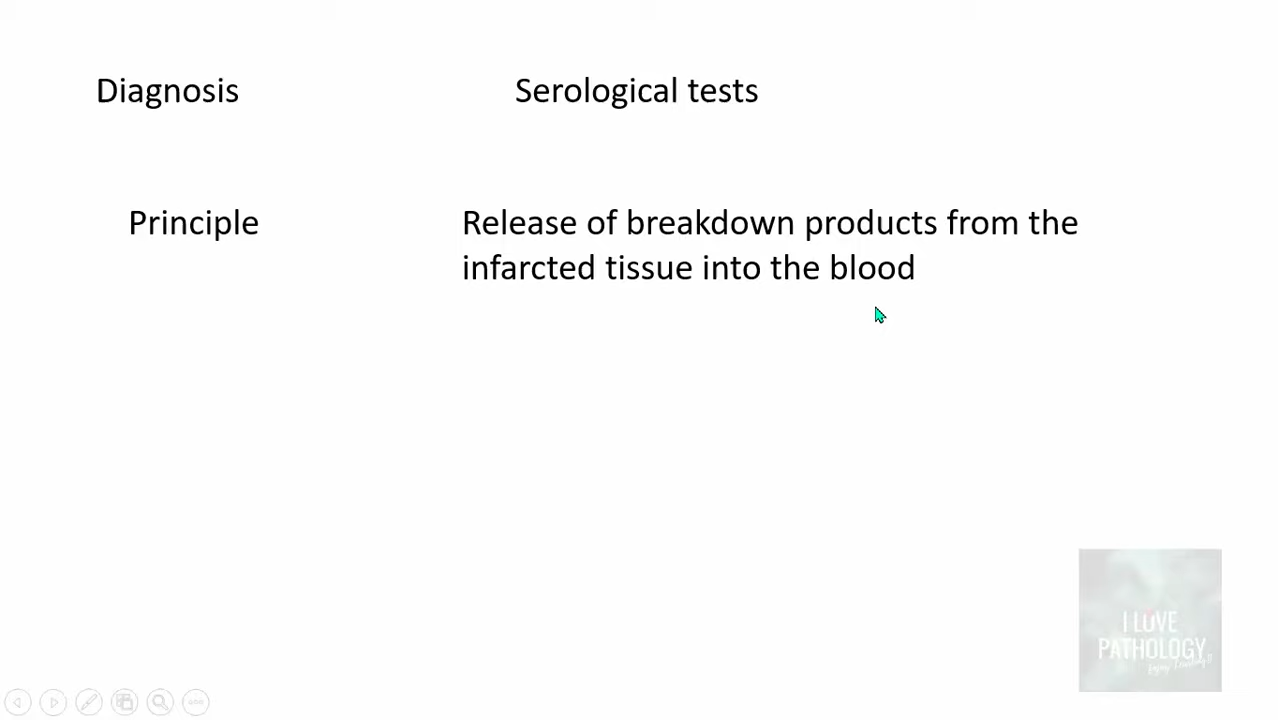 Diagnosis
Serological tests
Principle
Release of breakdown products from the
infarcted tissue into the blood
I LOVE
PATHOLOGY